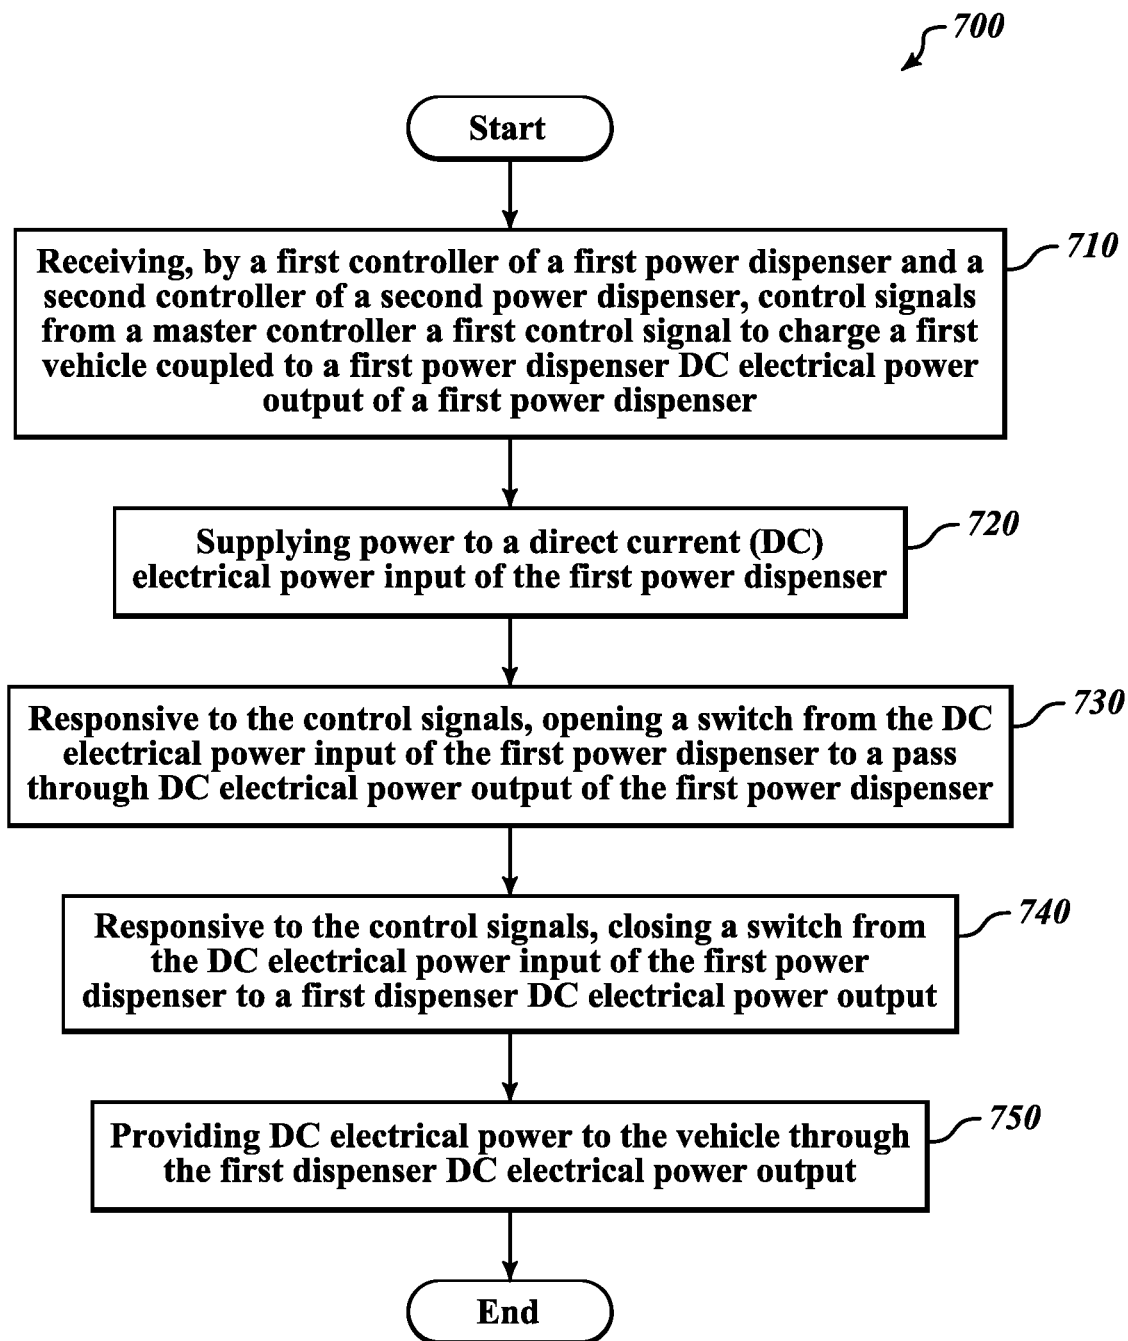 700
Start
710
Receiving, by a first controller of a first power dispenser and a
second controller of a second power dispenser, control signals
from a master controller a first control signal to charge a first
vehicle coupled to a first power dispenser DC electrical power
output of a first power dispenser
720
Supplying power to a direct current (DC)
electrical power input of the first power dispenser
730
Responsive to the control signals, opening a switch from the DC
electrical power input of the first power dispenser to a pass
through DC electrical power output of the first power dispenser
740
Responsive to the control signals, closing a switch from
the DC electrical power input of the first power
dispenser to a first dispenser DC electrical power output
750
Providing DC electrical power to the vehicle through
the first dispenser DC electrical power output
End